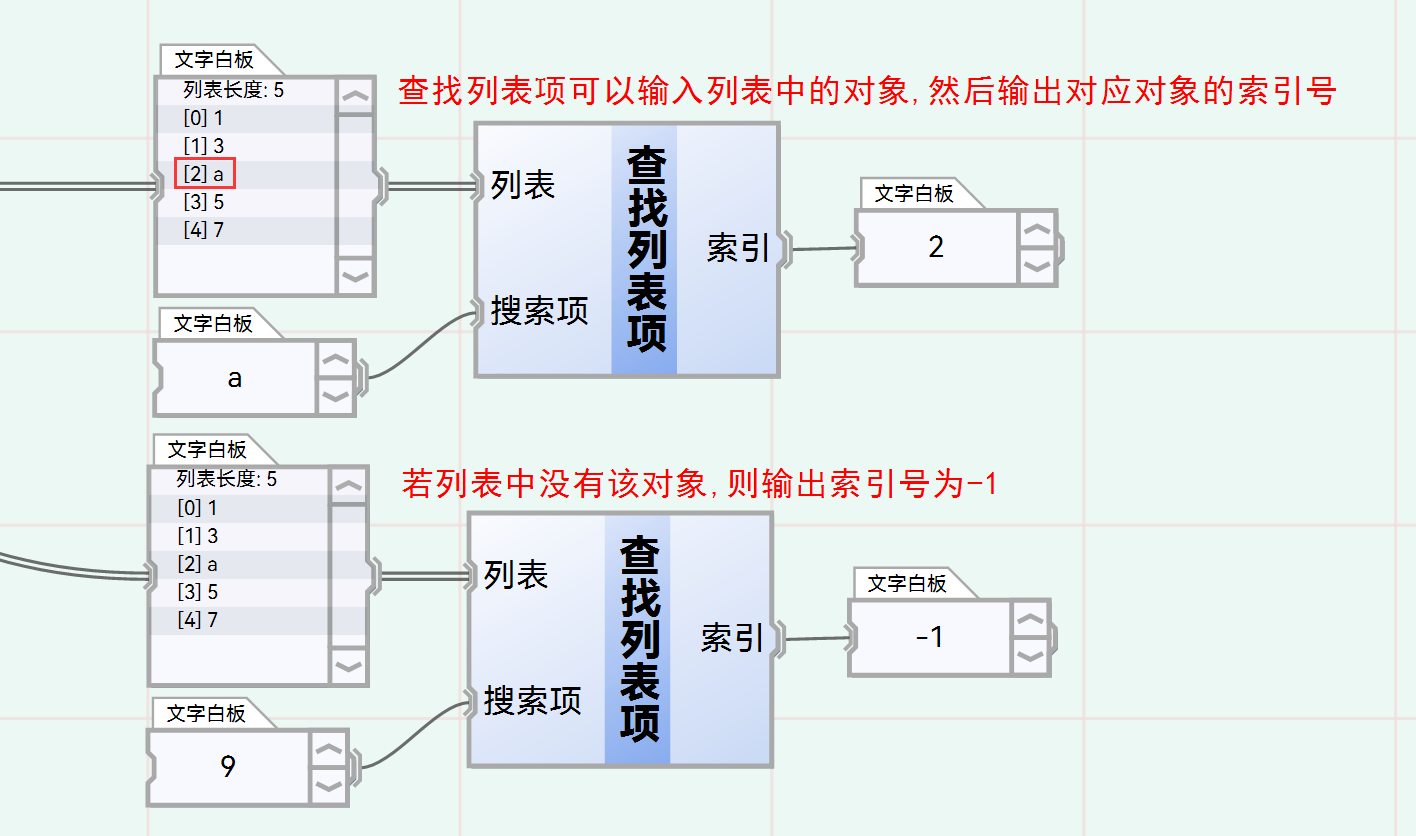 文字白板
列表长度: 5
[0] 1
[1] 3
[2] a
[3] 5
[4] 7
查找列表项可以输入列表中的对象,然后输出对应对象的索引号
列表
搜索项
查找列表项
索引
文字白板
2
文字白板
a
文字白板
列表长度: 5
[0] 1
[1] 3
[2] a
[3] 5
[4] 7
若列表中没有该对象,则输出索引号为-1
列表
搜索项
查找列表项
索引
文字白板
-1
文字白板
9